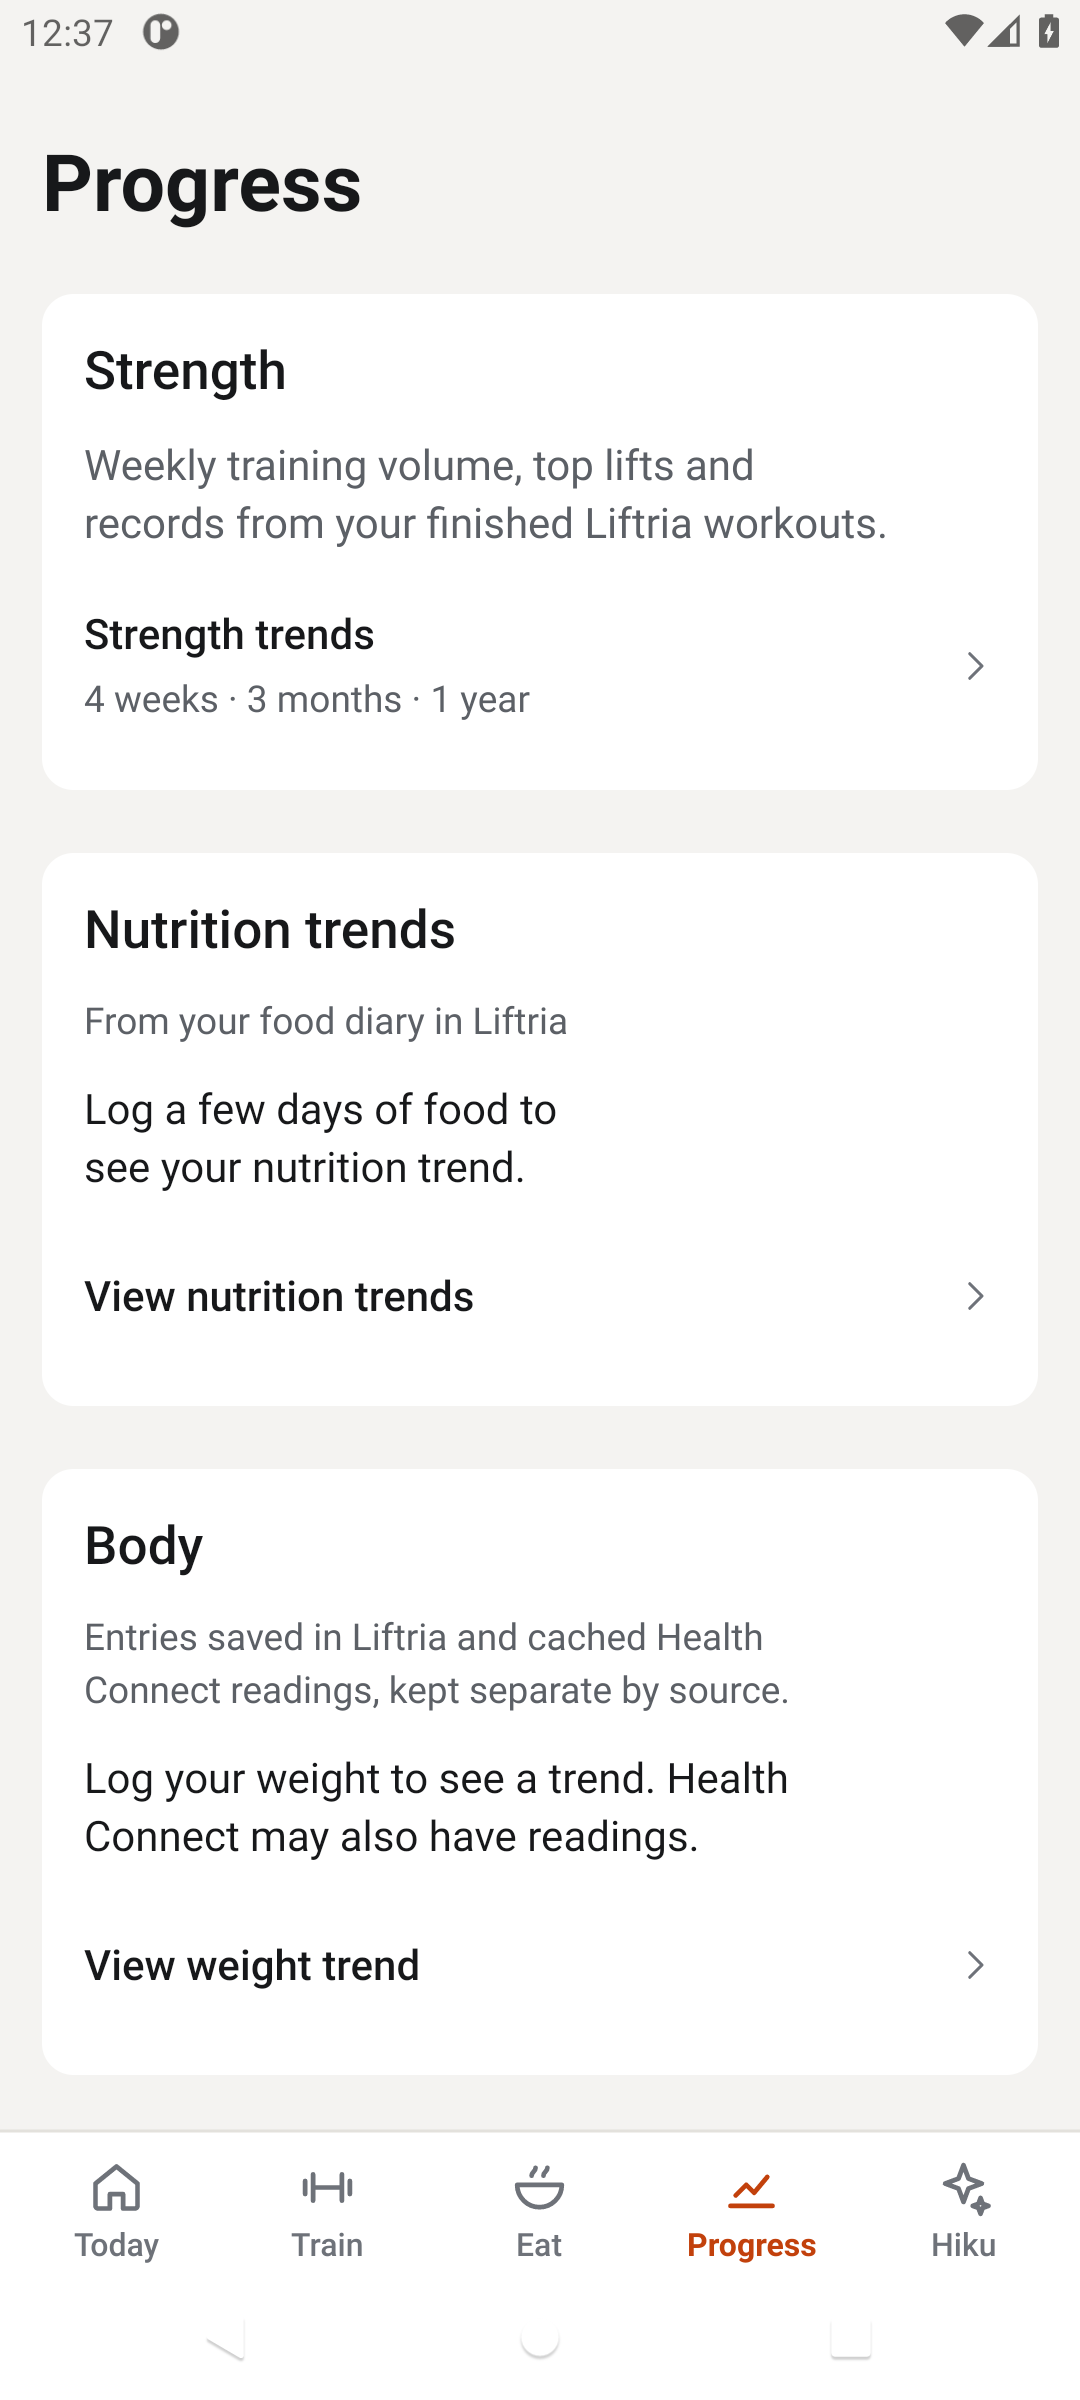 12:37
Progress
Strength
Weekly training volume, top lifts and
records from your finished Liftria workouts.
Strength trends
4 weeks · 3 months · 1 year
Nutrition trends
From your food diary in Liftria
Log a few days of food to
see your nutrition trend.
View nutrition trends
Body
Entries saved in Liftria and cached Health
Connect readings, kept separate by source.
Log your weight to see a trend. Health
Connect may also have readings.
View weight trend
Today
Train
Eat
Progress
Hiku